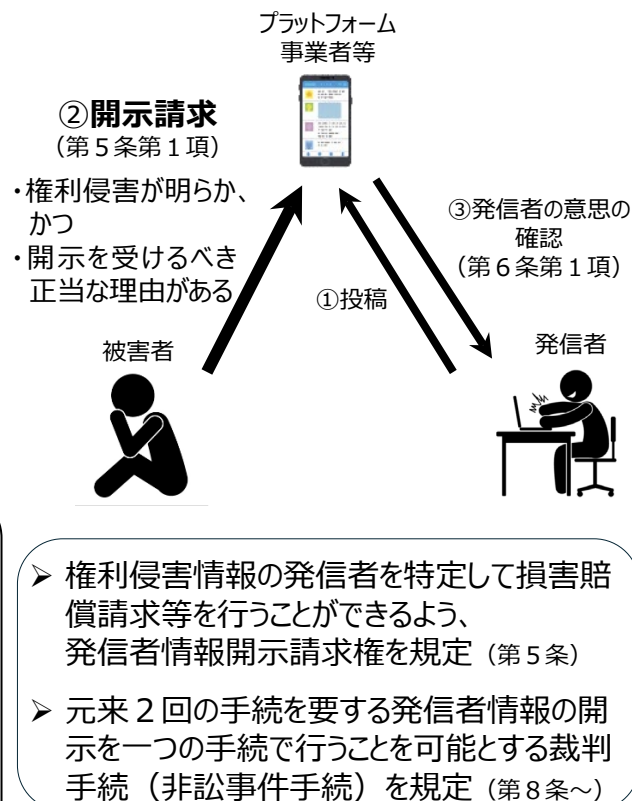 プラットフォーム
事業者等
②開示請求
（第５条第１項）
・権利侵害が明らか、
かつ
・開示を受けるべき
正当な理由がある
③発信者の意思の
確認
（第６条第１項）
①投稿
被害者
発信者
➢ 権利侵害情報の発信者を特定して損害賠
償請求等を行うことができるよう、
発信者情報開示請求権を規定（第５条）
➢ 元来２回の手続を要する発信者情報の開
示を一つの手続で行うことを可能とする裁判
手続（非訟事件手続）を規定（第８条～）